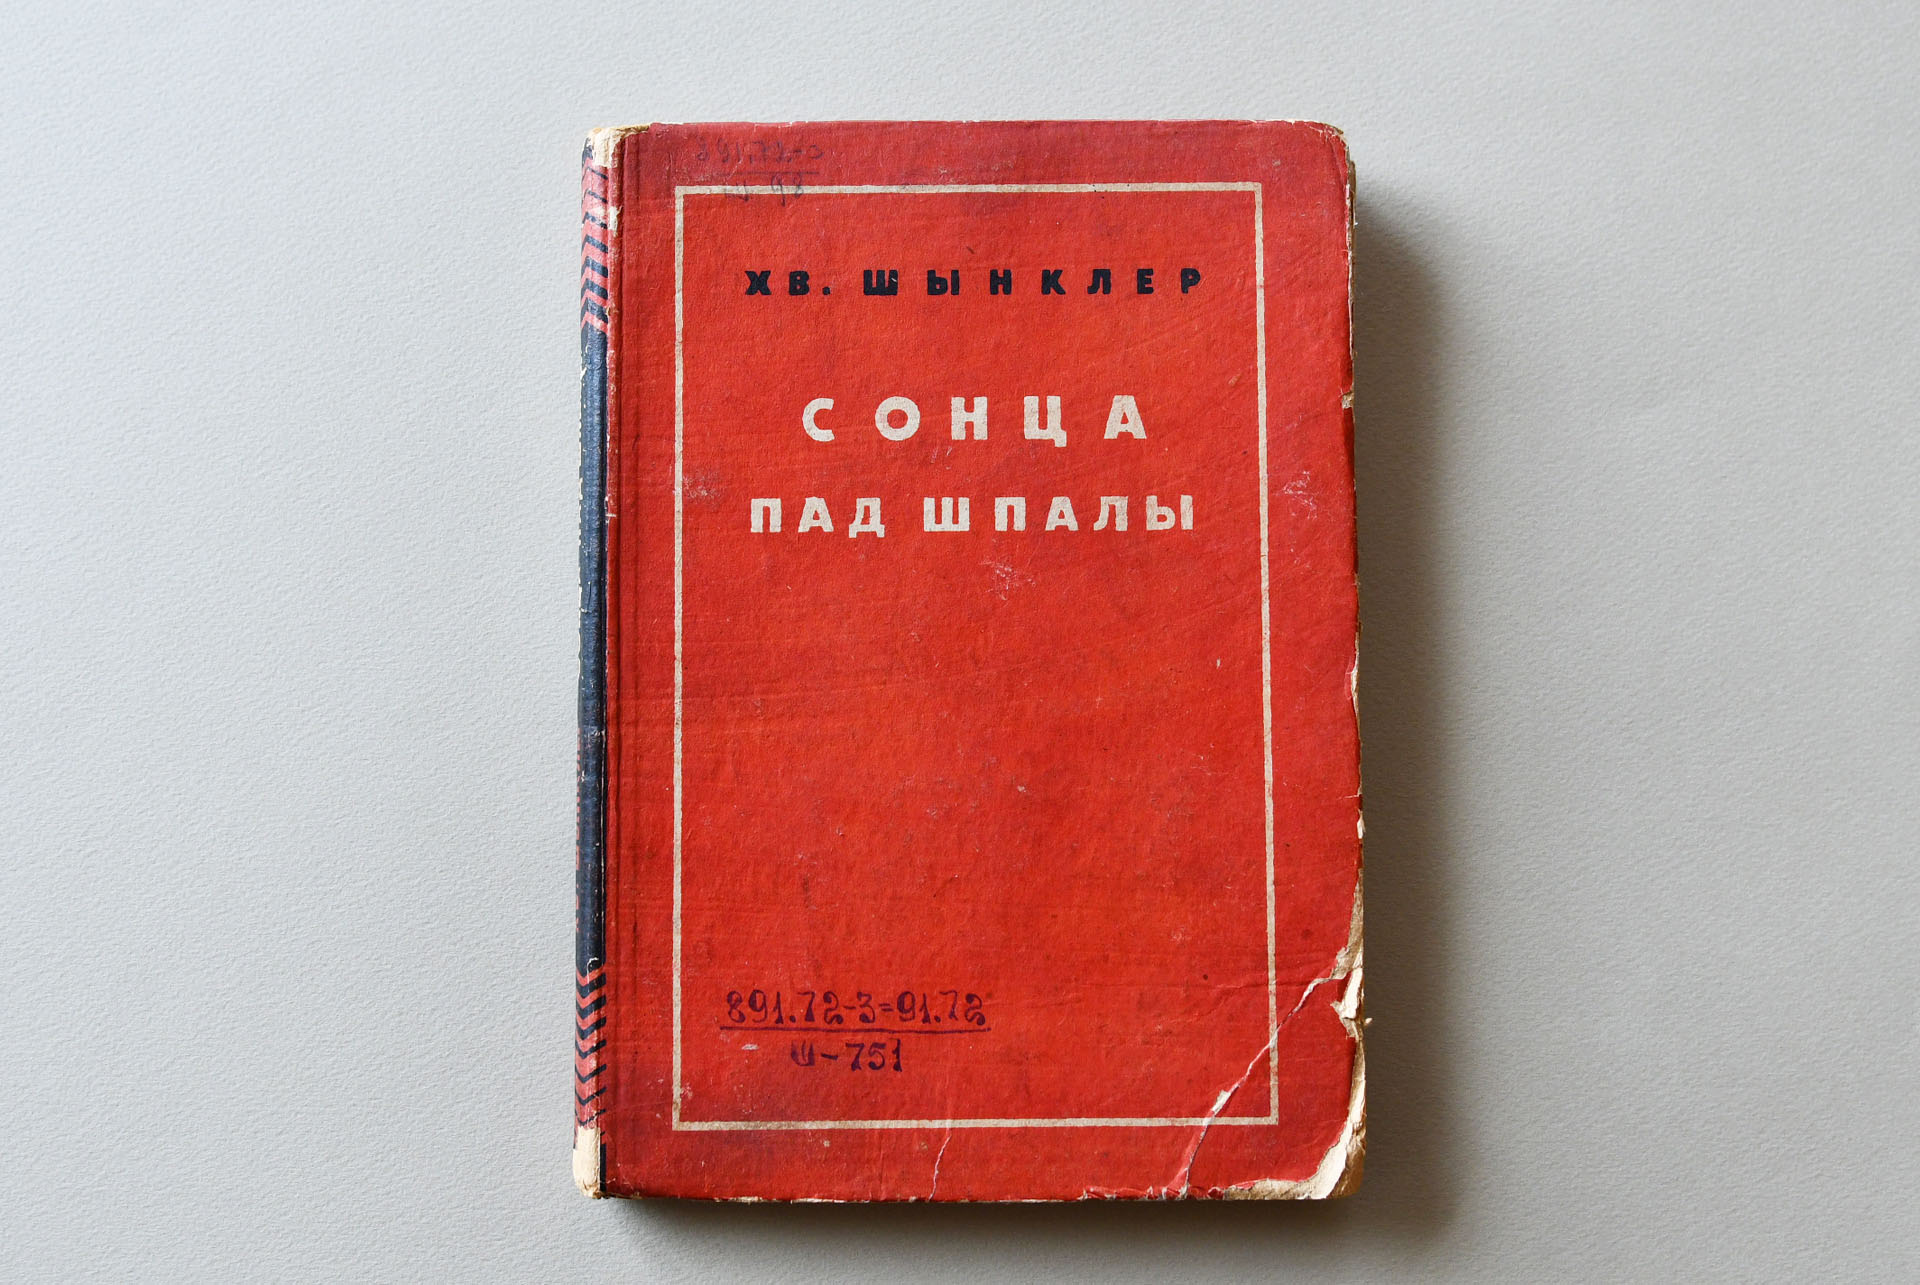 ХВ. ШЫНКЛЕР
СОНЦА
ПАД ШПАЛЫ
891.72-3=91.72
Ш-751